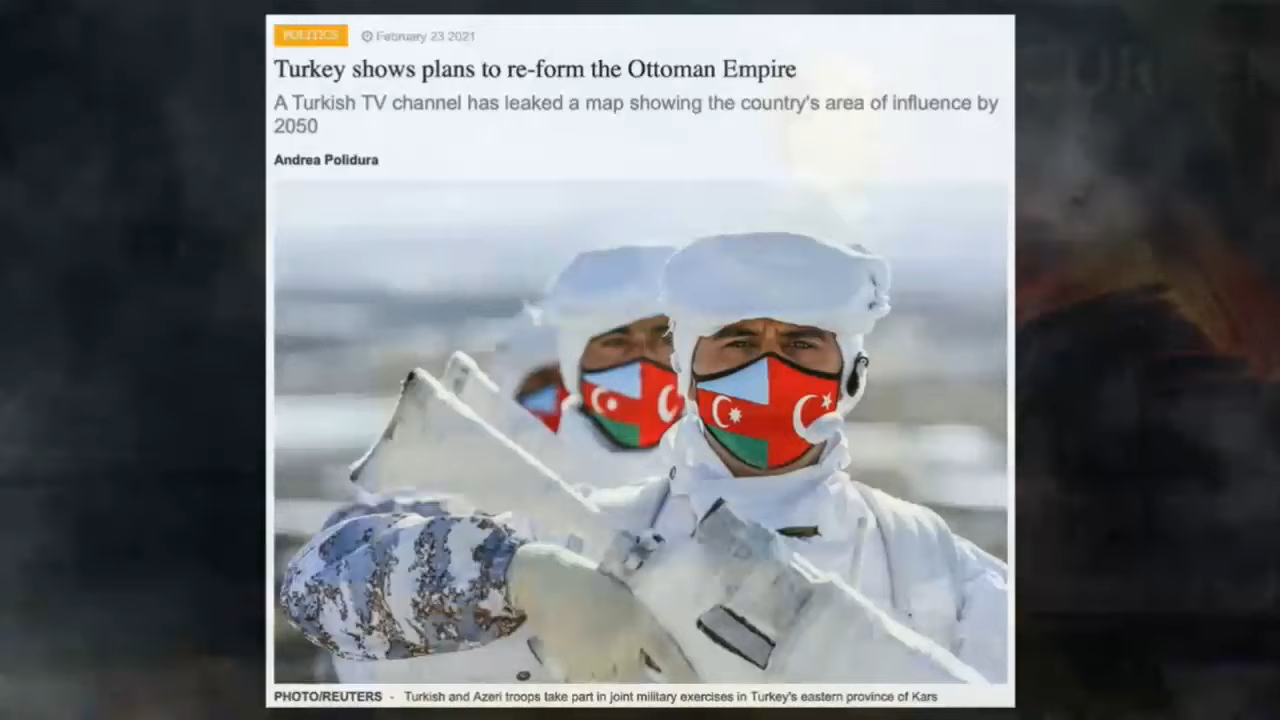 POLITICS
February 23 2021
Turkey shows plans to re-form the Ottoman Empire
A Turkish TV channel has leaked a map showing the country's area of influence by
2050
Andrea Polidura
PHOTO/REUTERS - Turkish and Azeri troops take part in joint military exercises in Turkey's eastern province of Kars